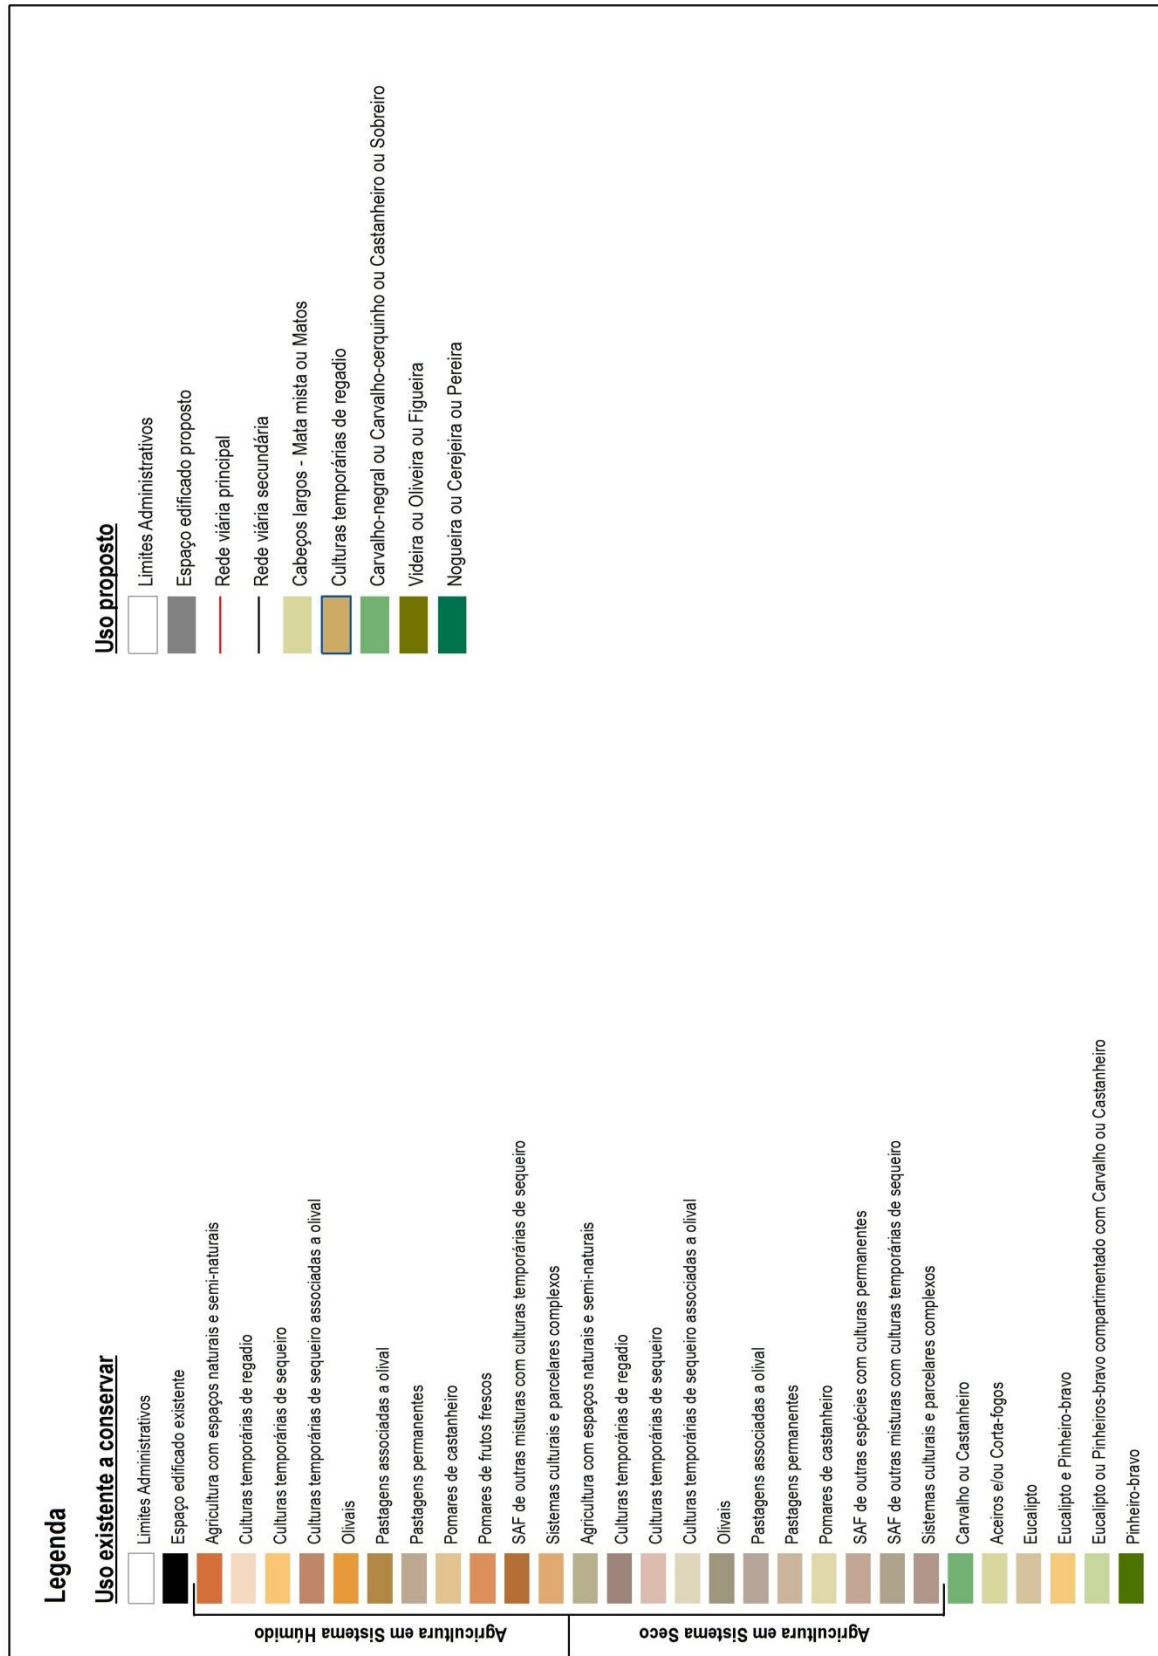 Legenda
Uso existente a conservar
Limites Administrativos
Espaço edificado existente
Agricultura em Sistema Húmido
Agricultura com espaços naturais e semi-naturais
Culturas temporárias de regadio
Culturas temporárias de sequeiro
Culturas temporárias de sequeiro associadas a olival
Olivais
Pastagens associadas a olival
Pastagens permanentes
Pomares de castanheiro
Pomares de frutos frescos
SAF de outras misturas com culturas temporárias de sequeiro
Sistemas culturais e parcelares complexos
Agricultura em Sistema Seco
Agricultura com espaços naturais e semi-naturais
Culturas temporárias de regadio
Culturas temporárias de sequeiro
Culturas temporárias de sequeiro associadas a olival
Olivais
Pastagens associadas a olival
Pastagens permanentes
Pomares de castanheiro
SAF de outras espécies com culturas permanentes
SAF de outras misturas com culturas temporárias de sequeiro
Sistemas culturais e parcelares complexos
Carvalho ou Castanheiro
Aceiros e/ou Corta-fogos
Eucalipto
Eucalipto e Pinheiro-bravo
Eucalipto ou Pinheiros-bravo compartimentado com Carvalho ou Castanheiro
Pinheiro-bravo
Uso proposto
Limites Administrativos
Espaço edificado proposto
Rede viária principal
Rede viária secundária
Cabeços largos - Mata mista ou Matos
Culturas temporárias de regadio
Carvalho-negral ou Carvalho-cerquinho ou Castanheiro ou Sobreiro
Videira ou Oliveira ou Figueira
Nogueira ou Cerejeira ou Pereira